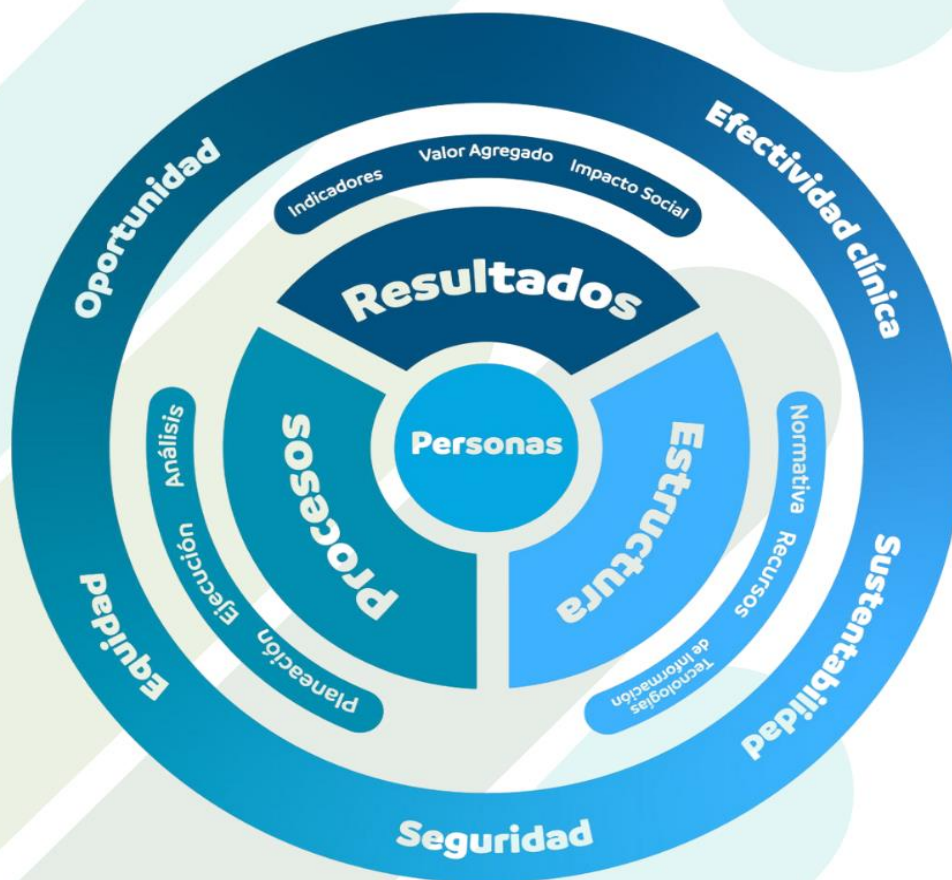 Oportunidad
Efectividad clínica
Sustentabilidad
Seguridad
Equidad
Indicadores
Valor Agregado
Impacto Social
Resultados
Personas
Procesos
Análisis
Ejecución
Planeación
Estructura
Normativa
Recursos
Tecnologías
de Información